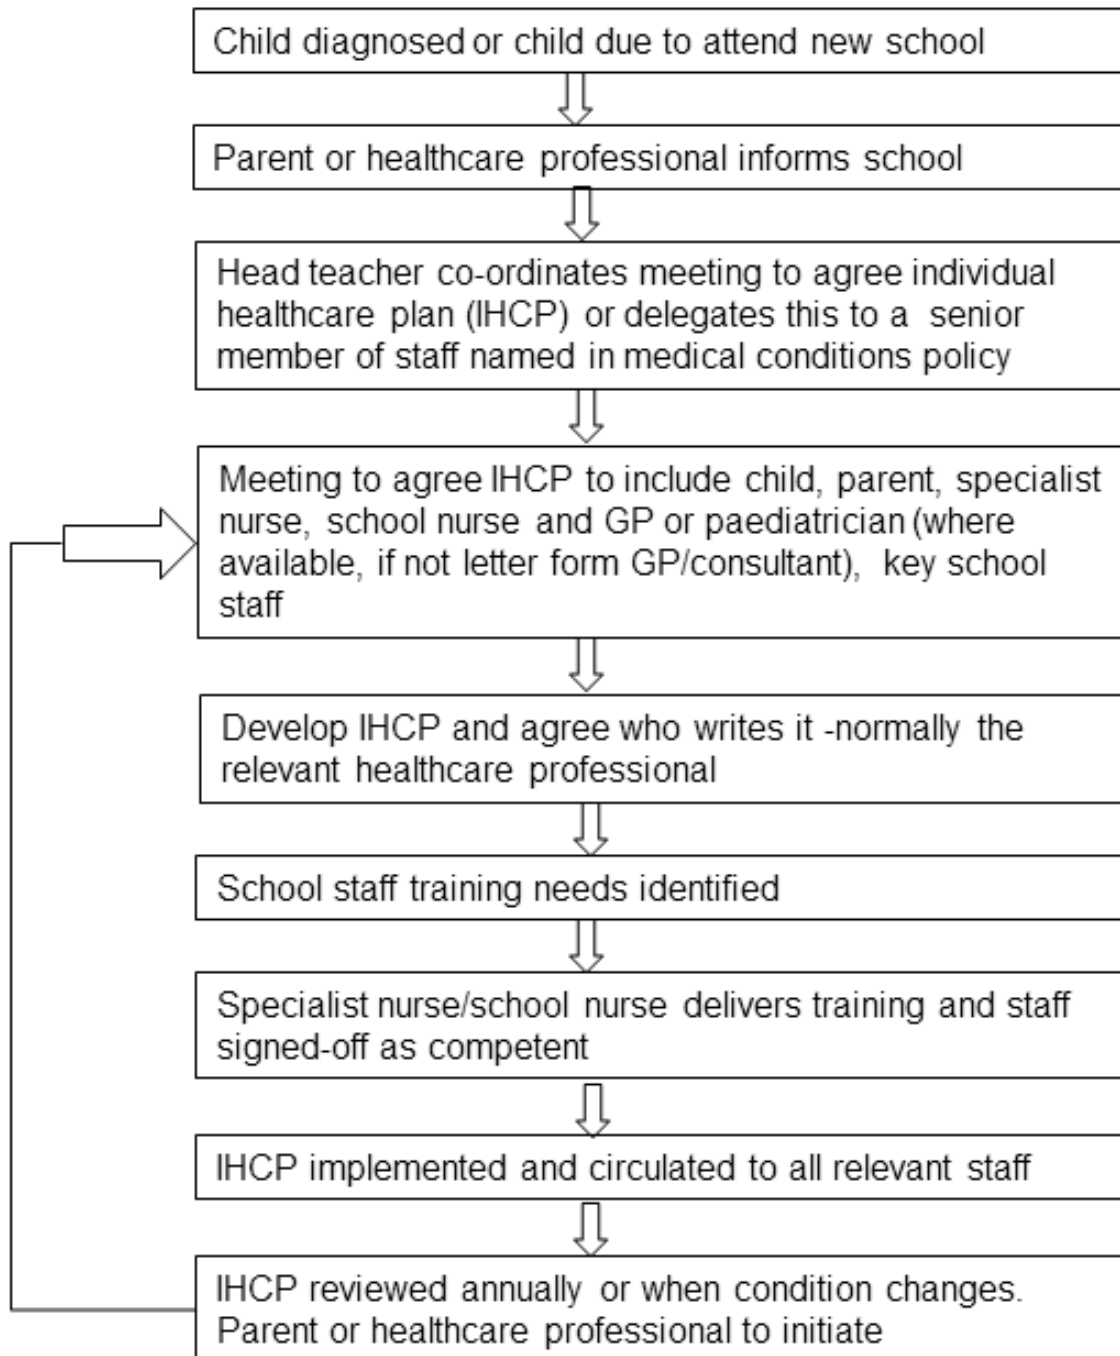 Child diagnosed or child due to attend new school
Parent or healthcare professional informs school
Head teacher co-ordinates meeting to agree individual
healthcare plan (IHCP) or delegates this to a senior
member of staff named in medical conditions policy
Meeting to agree IHCP to include child, parent, specialist
nurse, school nurse and GP or paediatrician (where
available, if not letter form GP/consultant), key school
staff
Develop IHCP and agree who writes it -normally the
relevant healthcare professional
School staff training needs identified
Specialist nurse/school nurse delivers training and staff
signed-off as competent
IHCP implemented and circulated to all relevant staff
IHCP reviewed annually or when condition changes.
Parent or healthcare professional to initiate